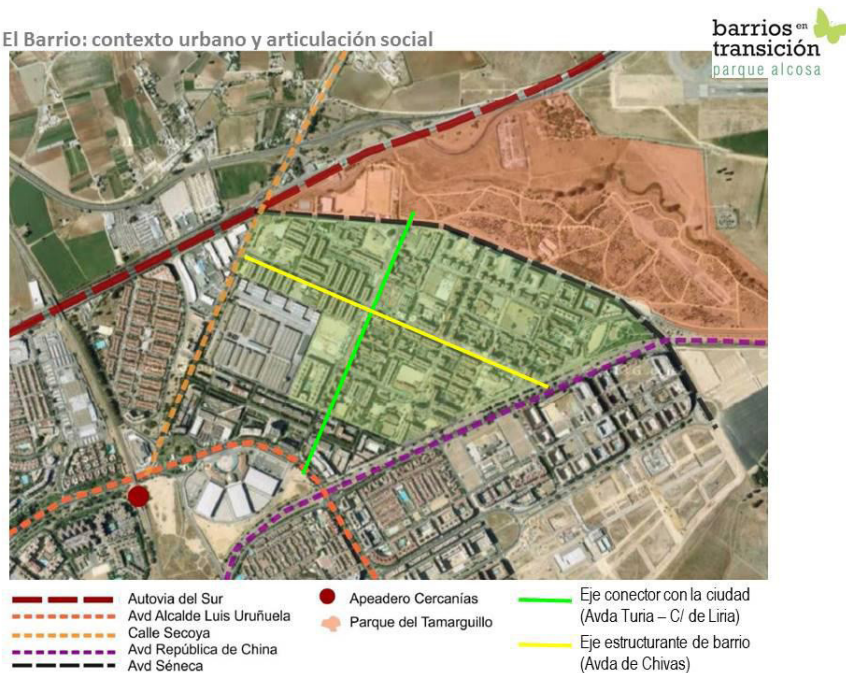 El Barrio: contexto urbano y articulación social
barrios en
transición
parque alcosa
Autovia del Sur
Avd Alcalde Luis Uruñuela
Calle Secoya
Avd República de China
Avd Séneca
Apeadero Cercanías
Parque del Tamarguillo
Eje conector con la ciudad
(Avda Turia – C/ de Liria)
Eje estructurante de barrio
(Avda de Chivas)